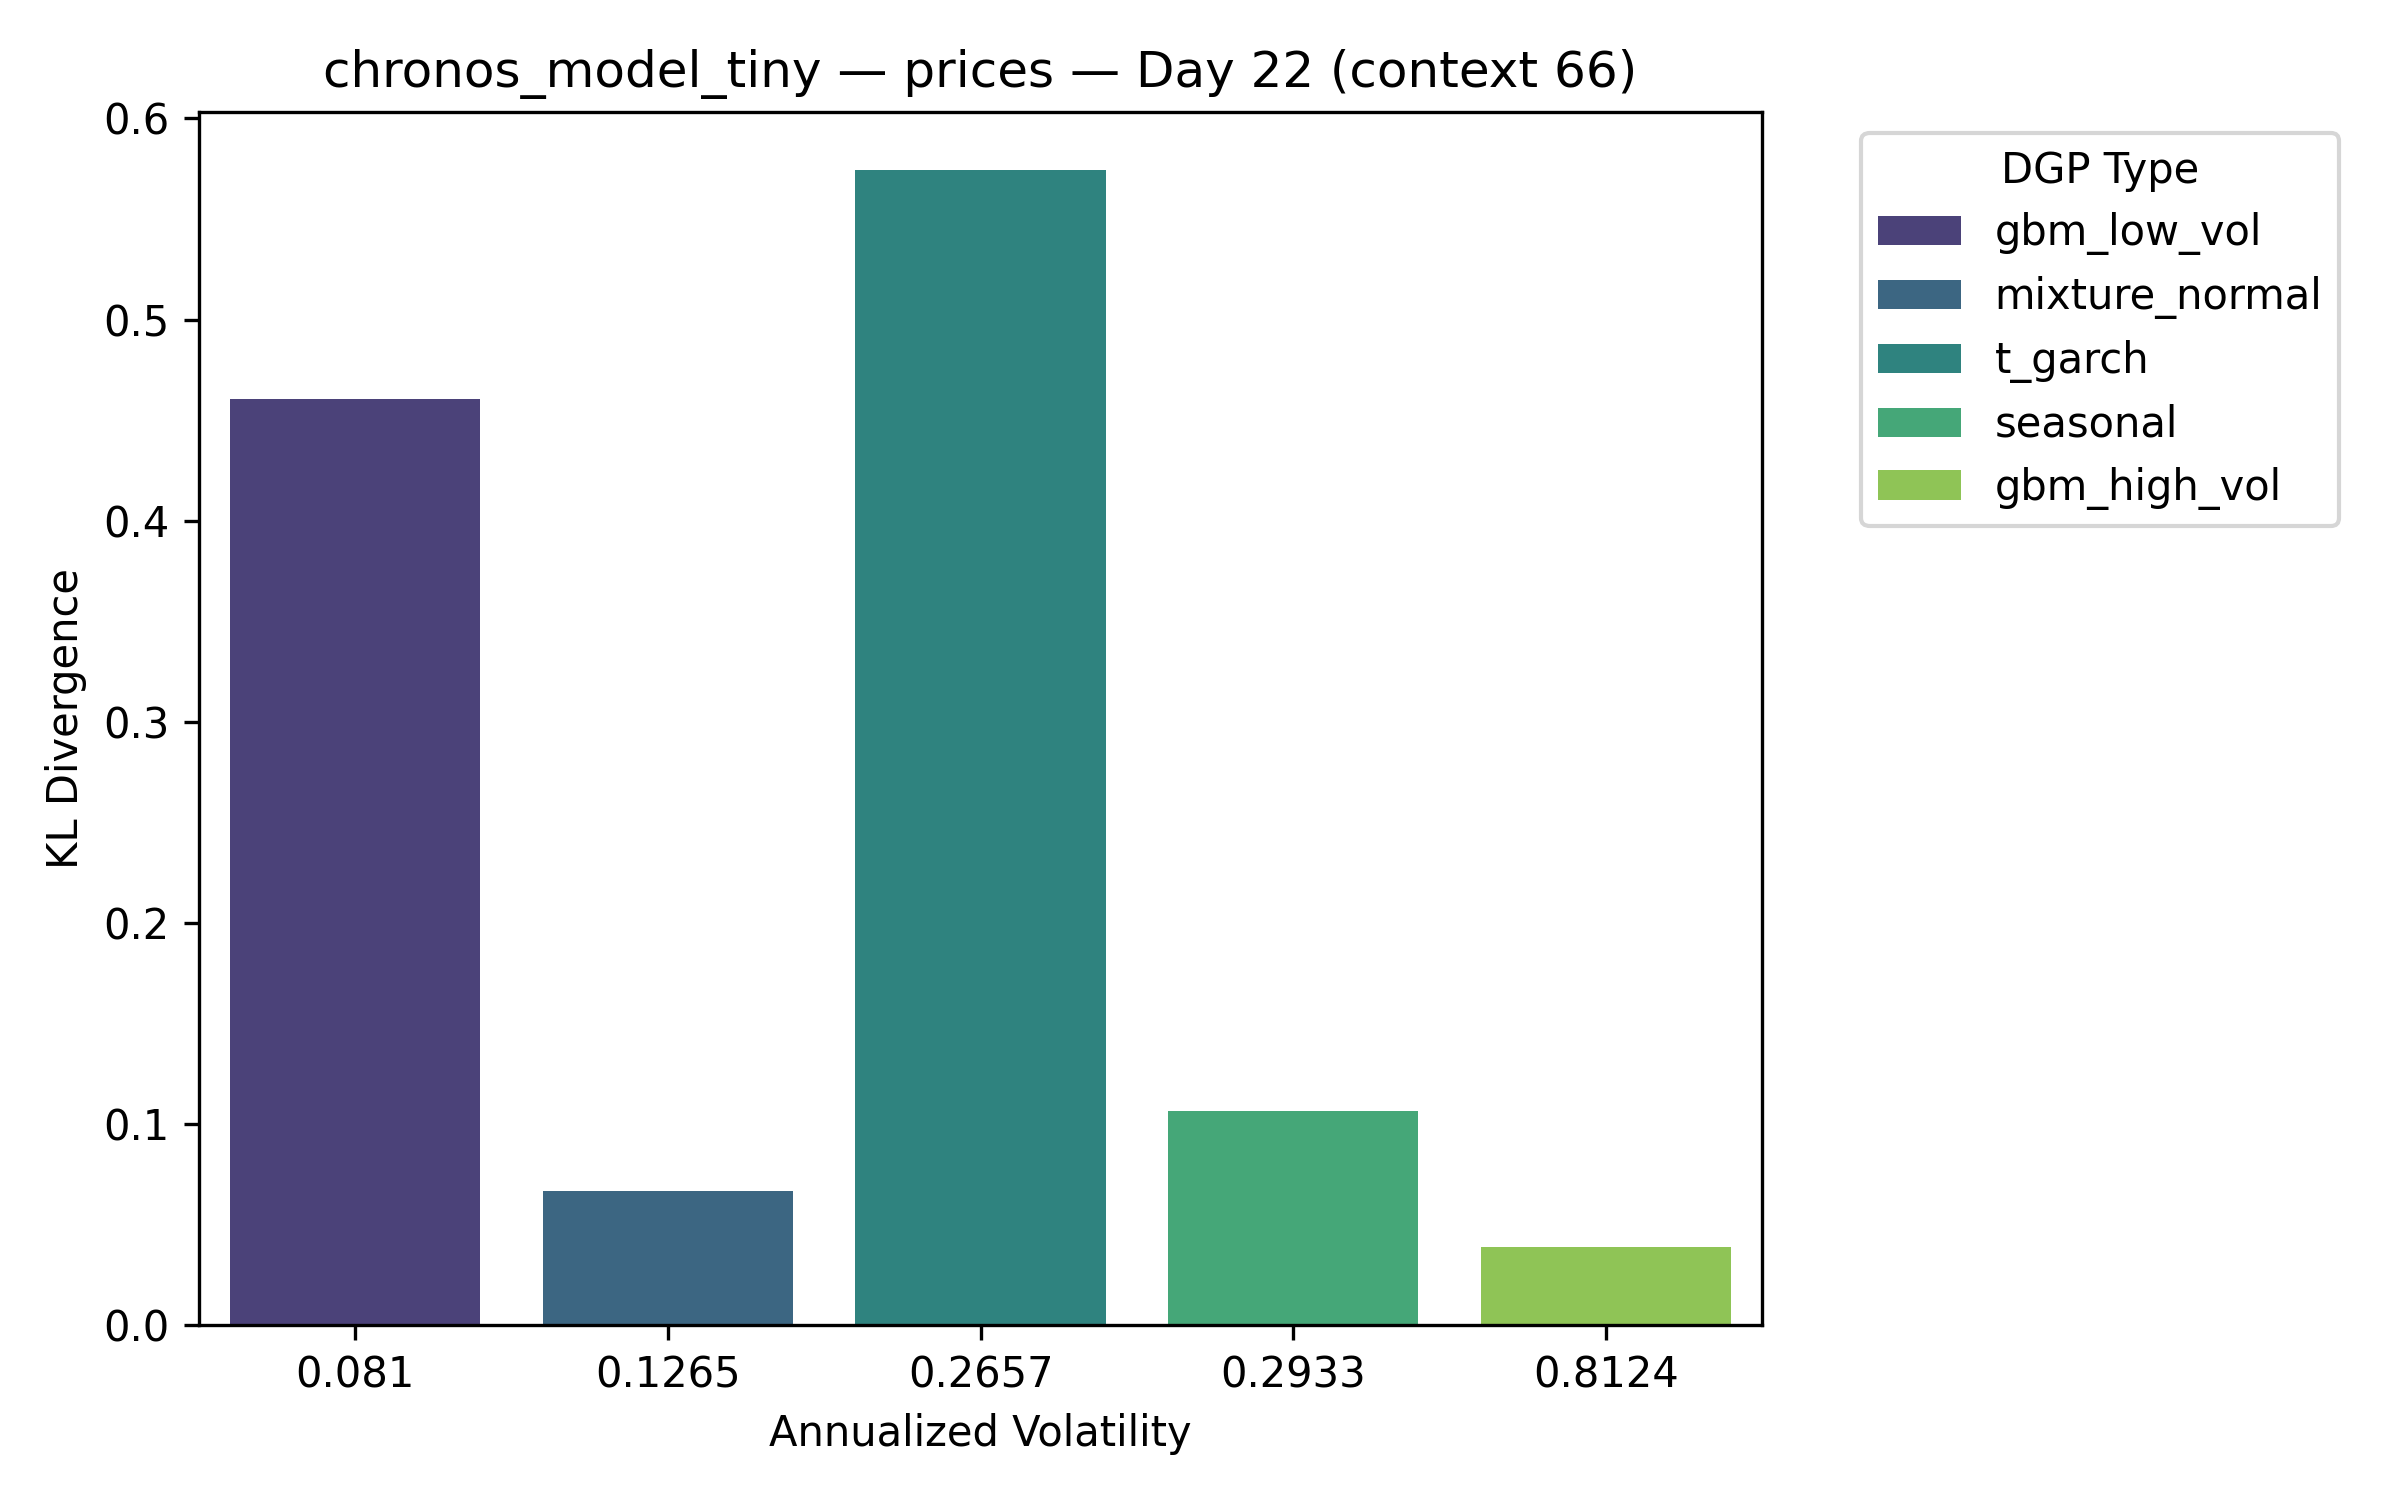 chronos_model_tiny — prices — Day 22 (context 66)
0.6
0.5
0.4
0.3
0.2
0.1
0.0
KL Divergence
0.081 0.1265 0.2657 0.2933 0.8124
Annualized Volatility
DGP Type
gbm_low_vol
mixture_normal
t_garch
seasonal
gbm_high_vol